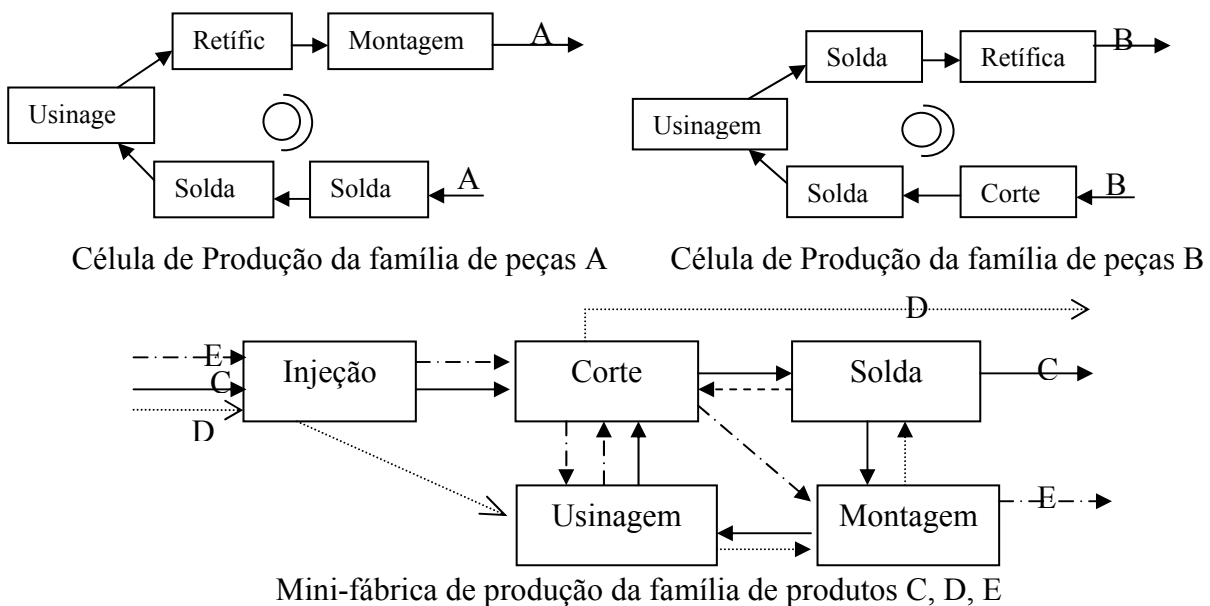 Retífic
Montagem
A
Usinage
Solda
Solda
A
Célula de Produção da família de peças A
Solda
Retífica
B
Usinagem
Solda
Corte
B
Célula de Produção da família de peças B
D
E
C
D
Injeção
Corte
Solda
C
Usinagem
Montagem
E
Mini-fábrica de produção da família de produtos C, D, E